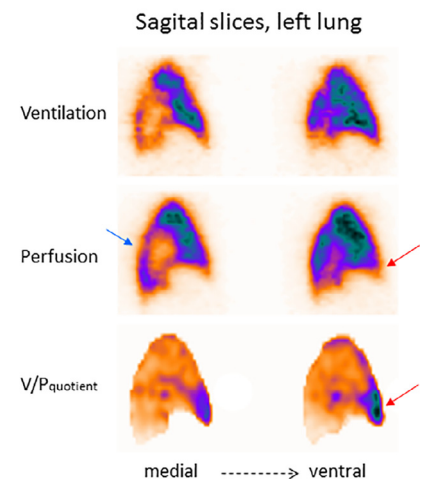 Sagital slices, left lung
Ventilation
Perfusion
V/Pquotient
medial ventral